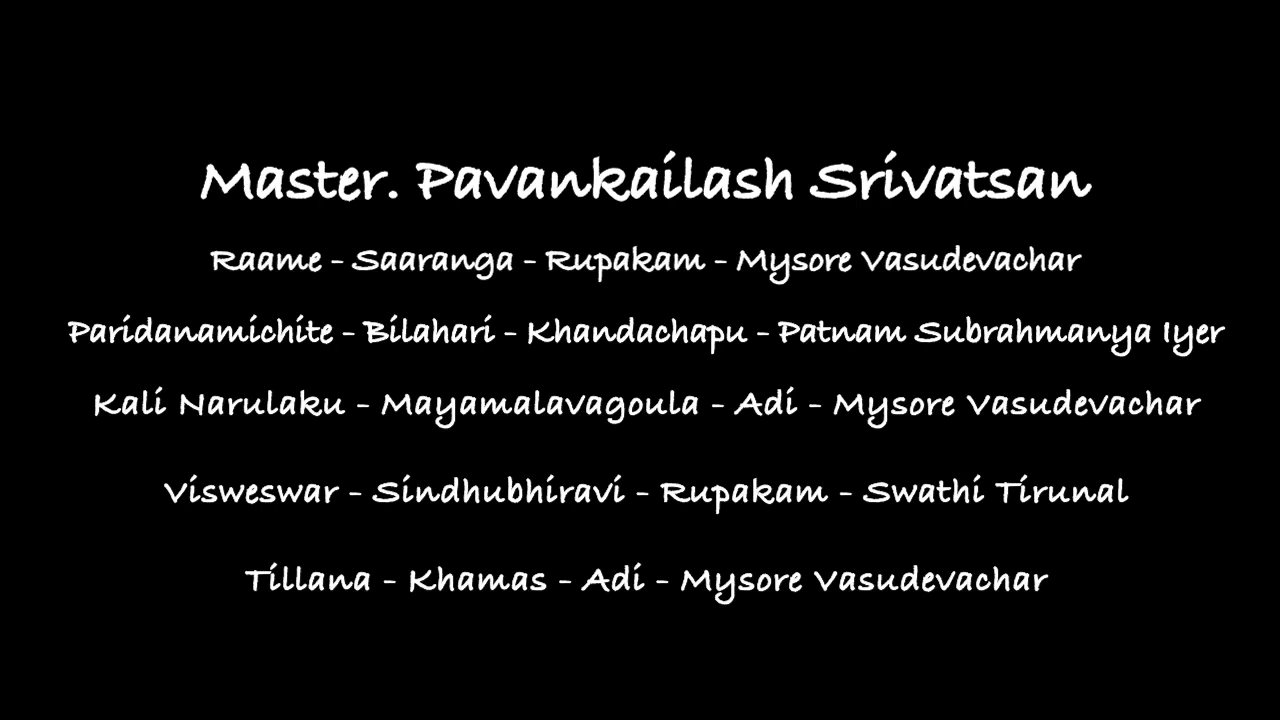 Master. Pavankailash Srivatsan
Raame - Saaranga - Rupakam - Mysore Vasudevachar
Paridanamichite - Bilahari - Khandachapu - Patnam Subrahmanya Iyer
Kali Narulaku - Mayamalavagoula - Adi - Mysore Vasudevachar
Visweswar - Sindhubhiravi - Rupakam - Swathi Tirunal
Tillana - Khamas - Adi - Mysore Vasudevachar